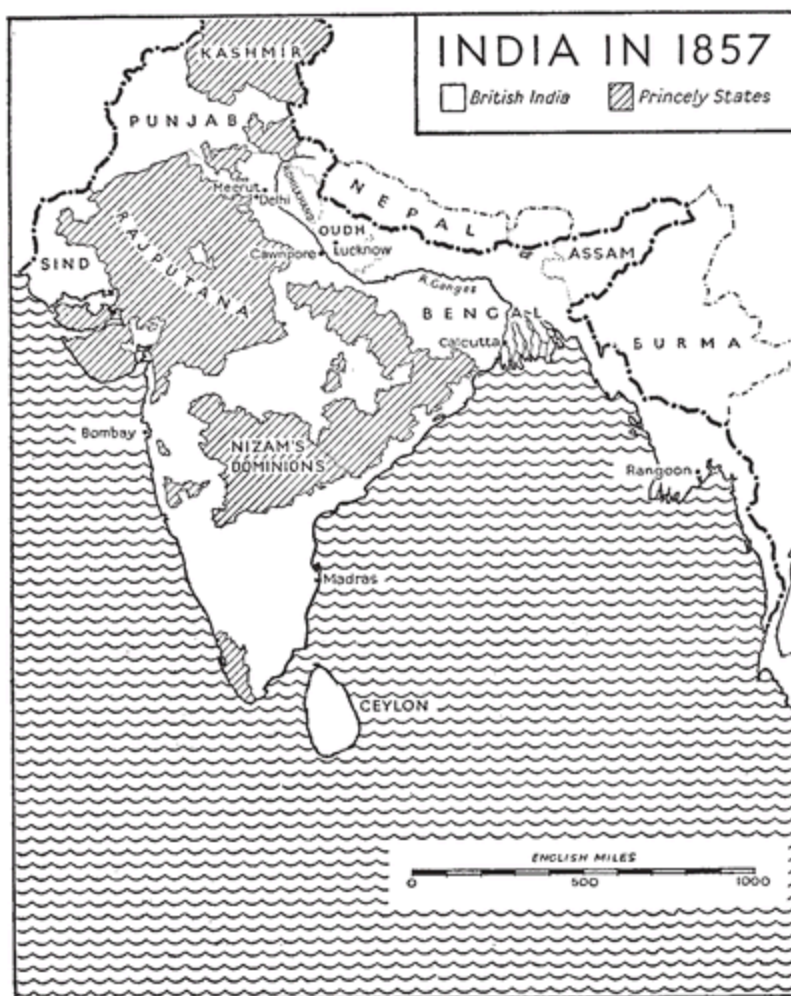 INDIA IN 1857
British India
Princely States
KASHMIR
PUNJAB
Meerut
Delhi
ROHILKHAND
NEPAL
OUDH
Lucknow
Cawnpore
ASSAM
RAJPUTANA
SIND
R. Ganges
BENGAL
Calcutta
BURMA
Bombay
NIZAM'S
DOMINIONS
Rangoon
Madras
CEYLON
ENGLISH MILES
0 500 1000